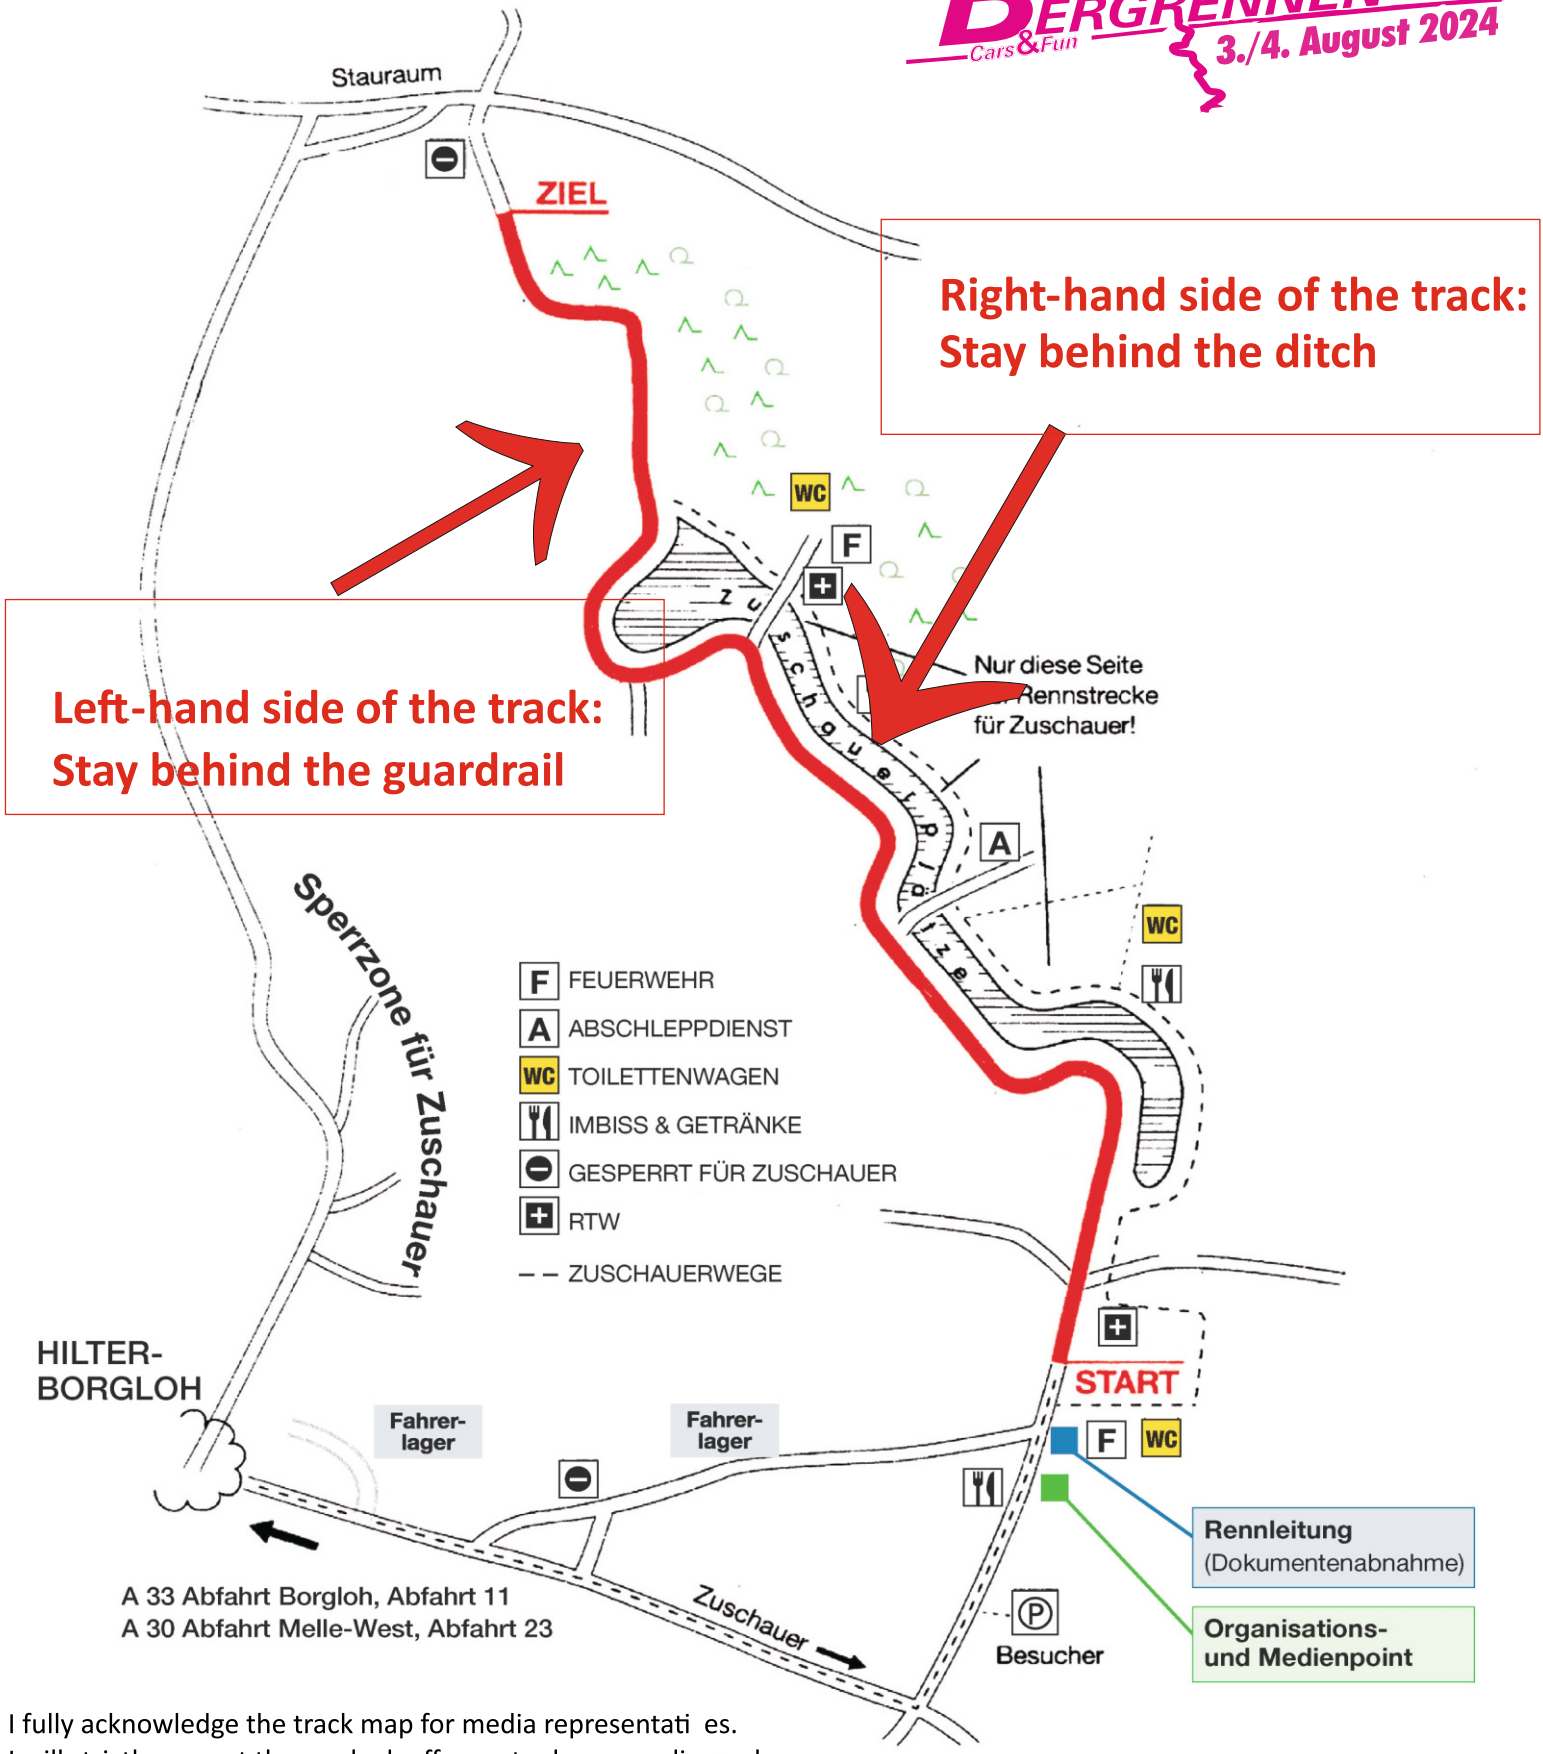 BERGRENNEN
Cars&Fun
3./4. August 2024
Stauraum
ZIEL
Right-hand side of the track:
Stay behind the ditch
WC
F
Zuschauerplätze
Nur diese Seite
Rennstrecke
für Zuschauer!
Left-hand side of the track:
Stay behind the guardrail
A
WC
Sperrzone für Zuschauer
F FEUERWEHR
A ABSCHLEPPDIENST
WC TOILETTENWAGEN
IMBISS & GETRÄNKE
GESPERRT FÜR ZUSCHAUER
RTW
-- ZUSCHAUERWEGE
HILTER-
BORGLOH
START
Fahrer-
lager
Fahrer-
lager
F
WC
Rennleitung
(Dokumentenabnahme)
A 33 Abfahrt Borgloh, Abfahrt 11
A 30 Abfahrt Melle-West, Abfahrt 23
Zuschauer
P
Besucher
Organisations-
und Medienpoint
I fully acknowledge the track map for media representati es.